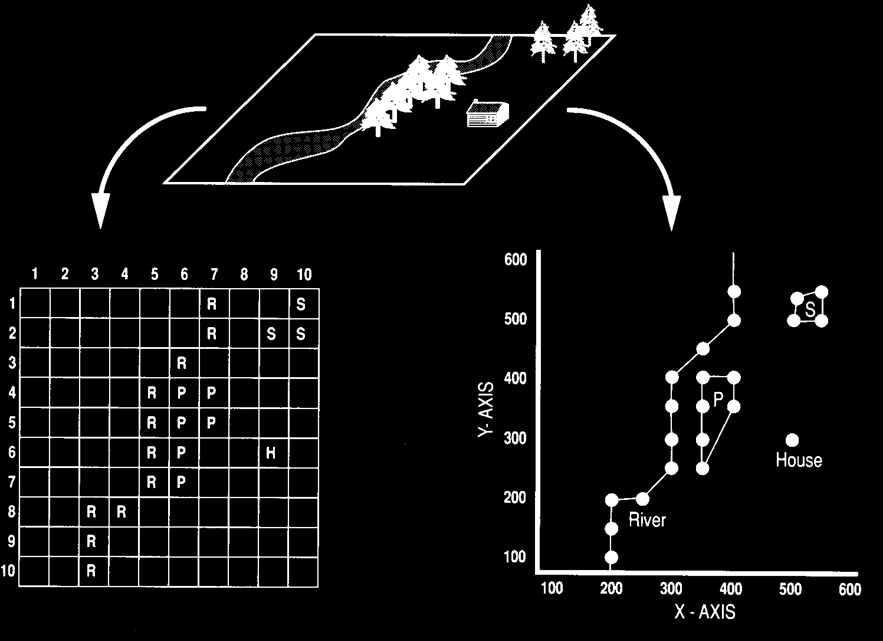 1 2 3 4 5 6 7 8 9 10
1 R S
2 R S S
3 R
4 R P P
5 R P P
6 R P H
7 R P
8 R R
9 R
10 R
600
500
400
300
200
100
Y- AXIS
S
P
House
River
100 200 300 400 500 600
X - AXIS